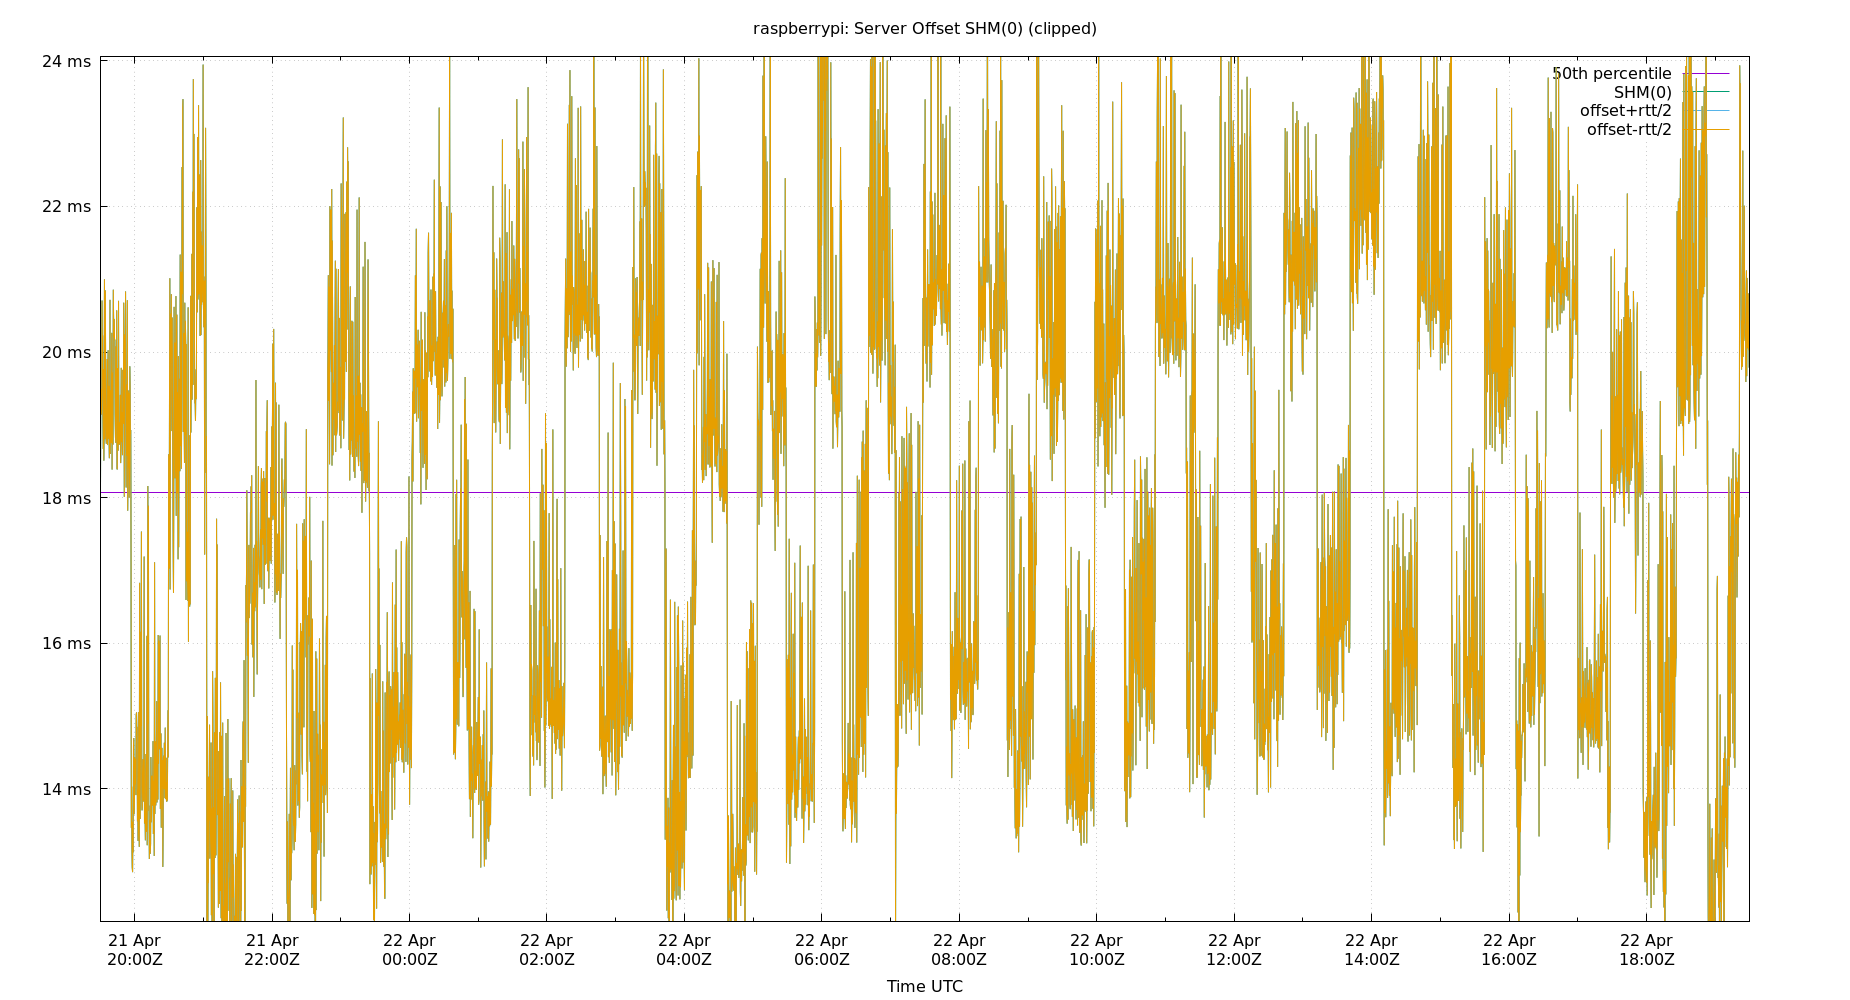 raspberrypi: Server Offset SHM(0) (clipped)
24 ms
22 ms
20 ms
18 ms
16 ms
14 ms
50th percentile
SHM(0)
offset+rtt/2
offset-rtt/2
21 Apr
20:00Z
21 Apr
22:00Z
22 Apr
00:00Z
22 Apr
02:00Z
22 Apr
04:00Z
22 Apr
06:00Z
22 Apr
08:00Z
22 Apr
10:00Z
22 Apr
12:00Z
22 Apr
14:00Z
22 Apr
16:00Z
22 Apr
18:00Z
Time UTC